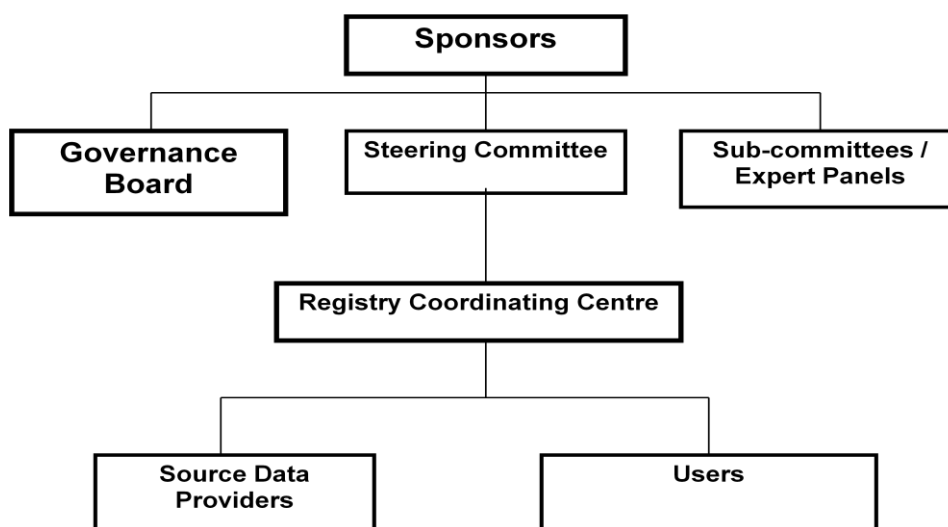 Sponsors
Governance
Board
Steering Committee
Sub-committees /
Expert Panels
Registry Coordinating Centre
Source Data
Providers
Users